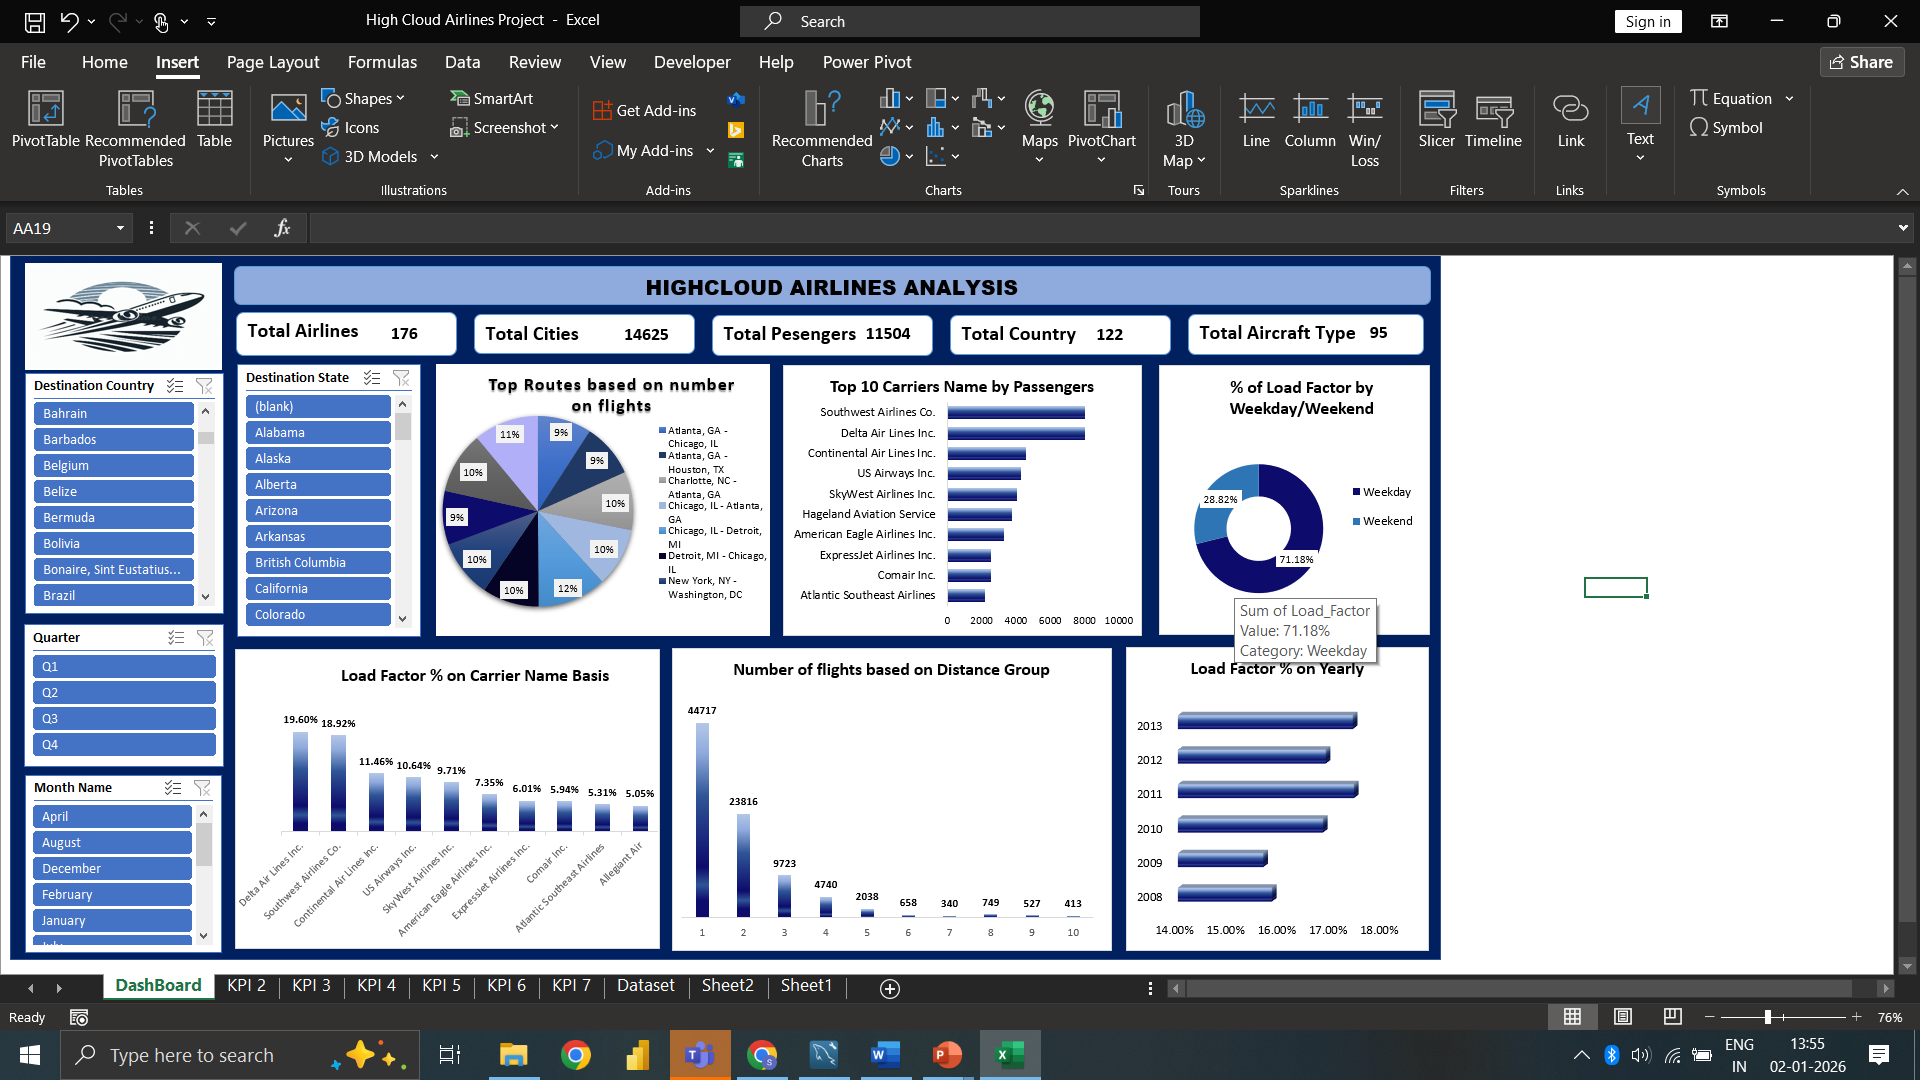 High Cloud Airlines Project - Excel
Search
Sign in
File Home Insert Page Layout Formulas Data Review View Developer Help Power Pivot
Share
PivotTable
Recommended
PivotTables
Table
Tables
Pictures
Shapes
Icons
3D Models
SmartArt
Screenshot
Illustrations
Get Add-ins
My Add-ins
Add-ins
Recommended
Charts
Maps
PivotChart
Charts
3D
Map
Tours
Line
Column
Win/
Loss
Sparklines
Slicer
Timeline
Filters
Link
Links
Text
Equation
Symbol
Symbols
AA19
fx
HIGHCLOUD AIRLINES ANALYSIS
Total Airlines 176
Total Cities 14625
Total Pesengers 11504
Total Country 122
Total Aircraft Type 95
Destination Country
Bahrain
Barbados
Belgium
Belize
Bermuda
Bolivia
Bonaire, Sint Eustatius...
Brazil
Destination State
(blank)
Alabama
Alaska
Alberta
Arizona
Arkansas
British Columbia
California
Colorado
Top Routes based on number
on flights
11%
9%
9%
10%
10%
12%
10%
10%
9%
10%
Atlanta, GA -
Chicago, IL
Atlanta, GA -
Houston, TX
Charlotte, NC -
Atlanta, GA
Chicago, IL - Atlanta,
GA
Chicago, IL - Detroit,
MI
Detroit, MI - Chicago,
IL
New York, NY -
Washington, DC
Top 10 Carriers Name by Passengers
Southwest Airlines Co.
Delta Air Lines Inc.
Continental Air Lines Inc.
US Airways Inc.
SkyWest Airlines Inc.
Hageland Aviation Service
American Eagle Airlines Inc.
ExpressJet Airlines Inc.
Comair Inc.
Atlantic Southeast Airlines
0 2000 4000 6000 8000 10000
% of Load Factor by
Weekday/Weekend
28.82%
71.18%
Weekday
Weekend
Sum of Load_Factor
Value: 71.18%
Category: Weekday
Quarter
Q1
Q2
Q3
Q4
Month Name
April
August
December
February
January
July
Load Factor % on Carrier Name Basis
19.60% 18.92% 11.46% 10.64% 9.71% 7.35% 6.01% 5.94% 5.31% 5.05%
Delta Air Lines Inc.
Southwest Airlines Co.
Continental Air Lines Inc.
US Airways Inc.
SkyWest Airlines Inc.
American Eagle Airlines Inc.
ExpressJet Airlines Inc.
Comair Inc.
Atlantic Southeast Airlines
Allegiant Air
Number of flights based on Distance Group
44717 23816 9723 4740 2038 658 340 749 527 413
1 2 3 4 5 6 7 8 9 10
Load Factor % on Yearly
2013
2012
2011
2010
2009
2008
14.00% 15.00% 16.00% 17.00% 18.00%
DashBoard KPI 2 KPI 3 KPI 4 KPI 5 KPI 6 KPI 7 Dataset Sheet2 Sheet1
Ready
76%
Type here to search
ENG
IN
13:55
02-01-2026